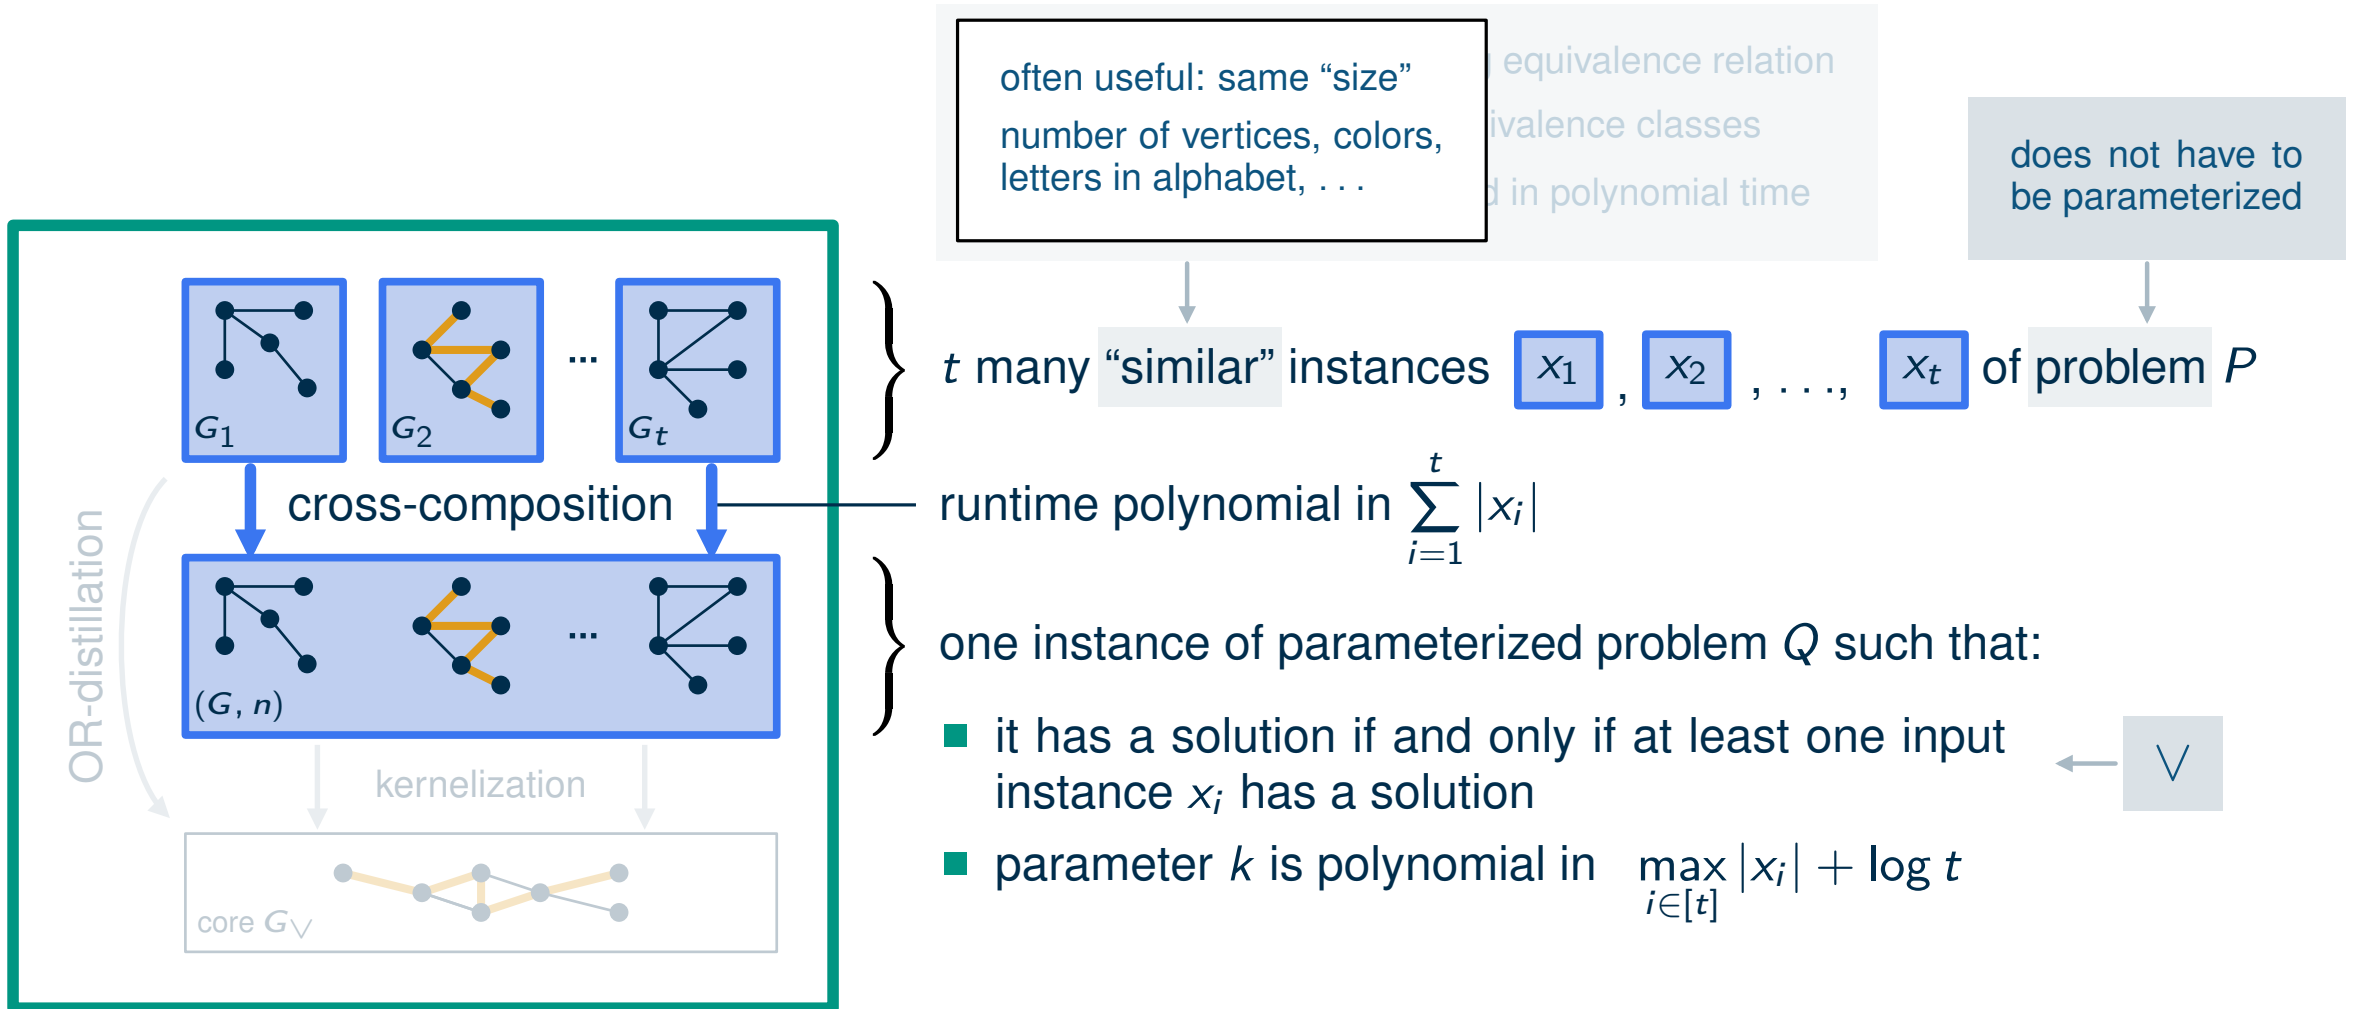 often useful: same “size”
number of vertices, colors,
letters in alphabet, . . .
equivalence relation
ivalence classes
d in polynomial time
does not have to
be parameterized
G₁
G₂
...
Gₜ
t many “similar” instances x₁ , x₂ , . . ., xₜ of problem P
cross-composition
runtime polynomial in ∑ᵢ₌₁ᵗ |xᵢ|
OR-distillation
(G, n)
...
one instance of parameterized problem Q such that:
it has a solution if and only if at least one input
instance xᵢ has a solution
∨
kernelization
parameter k is polynomial in max_{i∈[t]} |xᵢ| + log t
core G∨